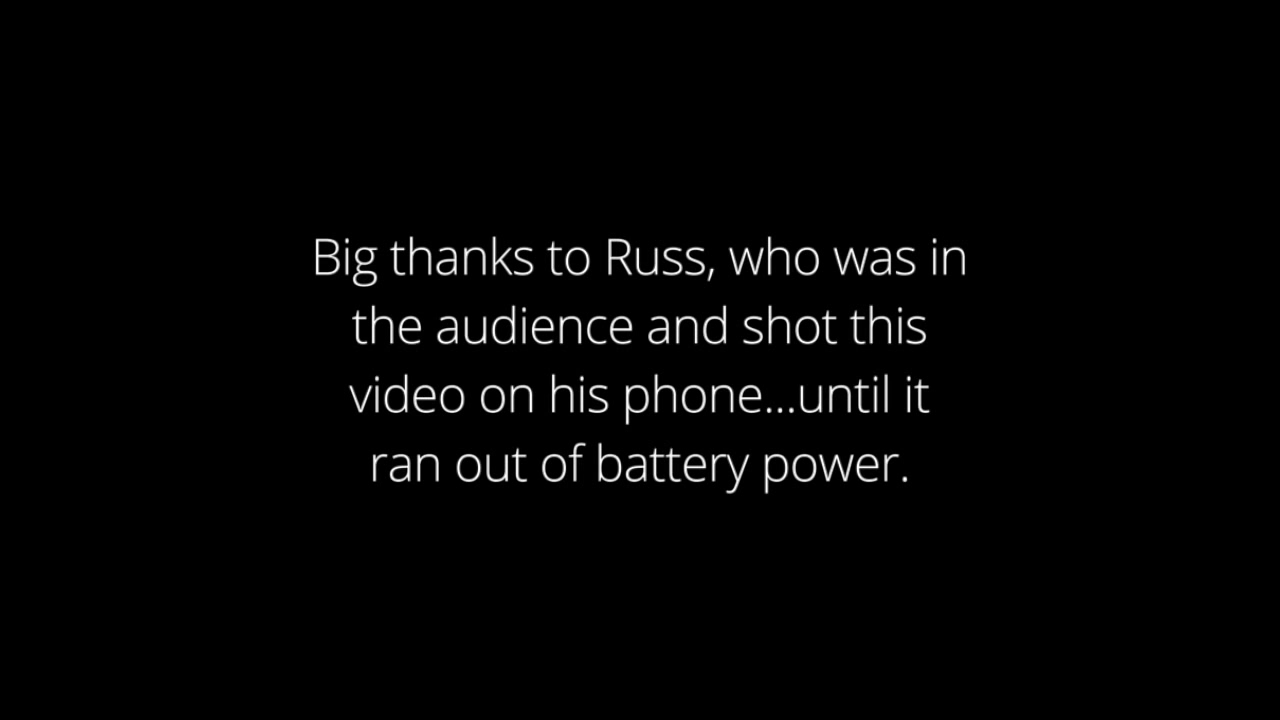 Big thanks to Russ, who was in
the audience and shot this
video on his phone...until it
ran out of battery power.